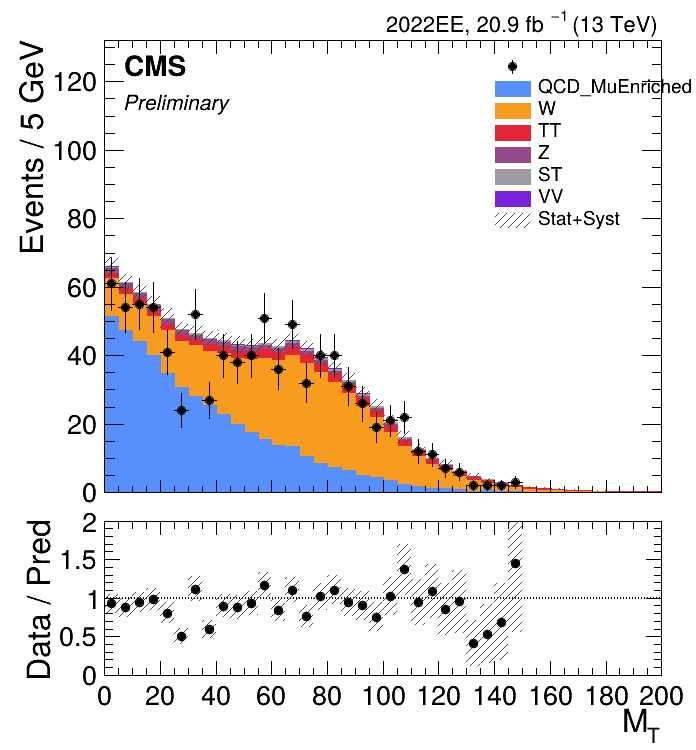 2022EE, 20.9 fb ⁻¹ (13 TeV)
CMS
Preliminary
QCD_MuEnriched
W
TT
Z
ST
VV
Stat+Syst
Events / 5 GeV
120
100
80
60
40
20
0
Data / Pred
2
1.5
1
0.5
0
0 20 40 60 80 100 120 140 160 180 200
M_T